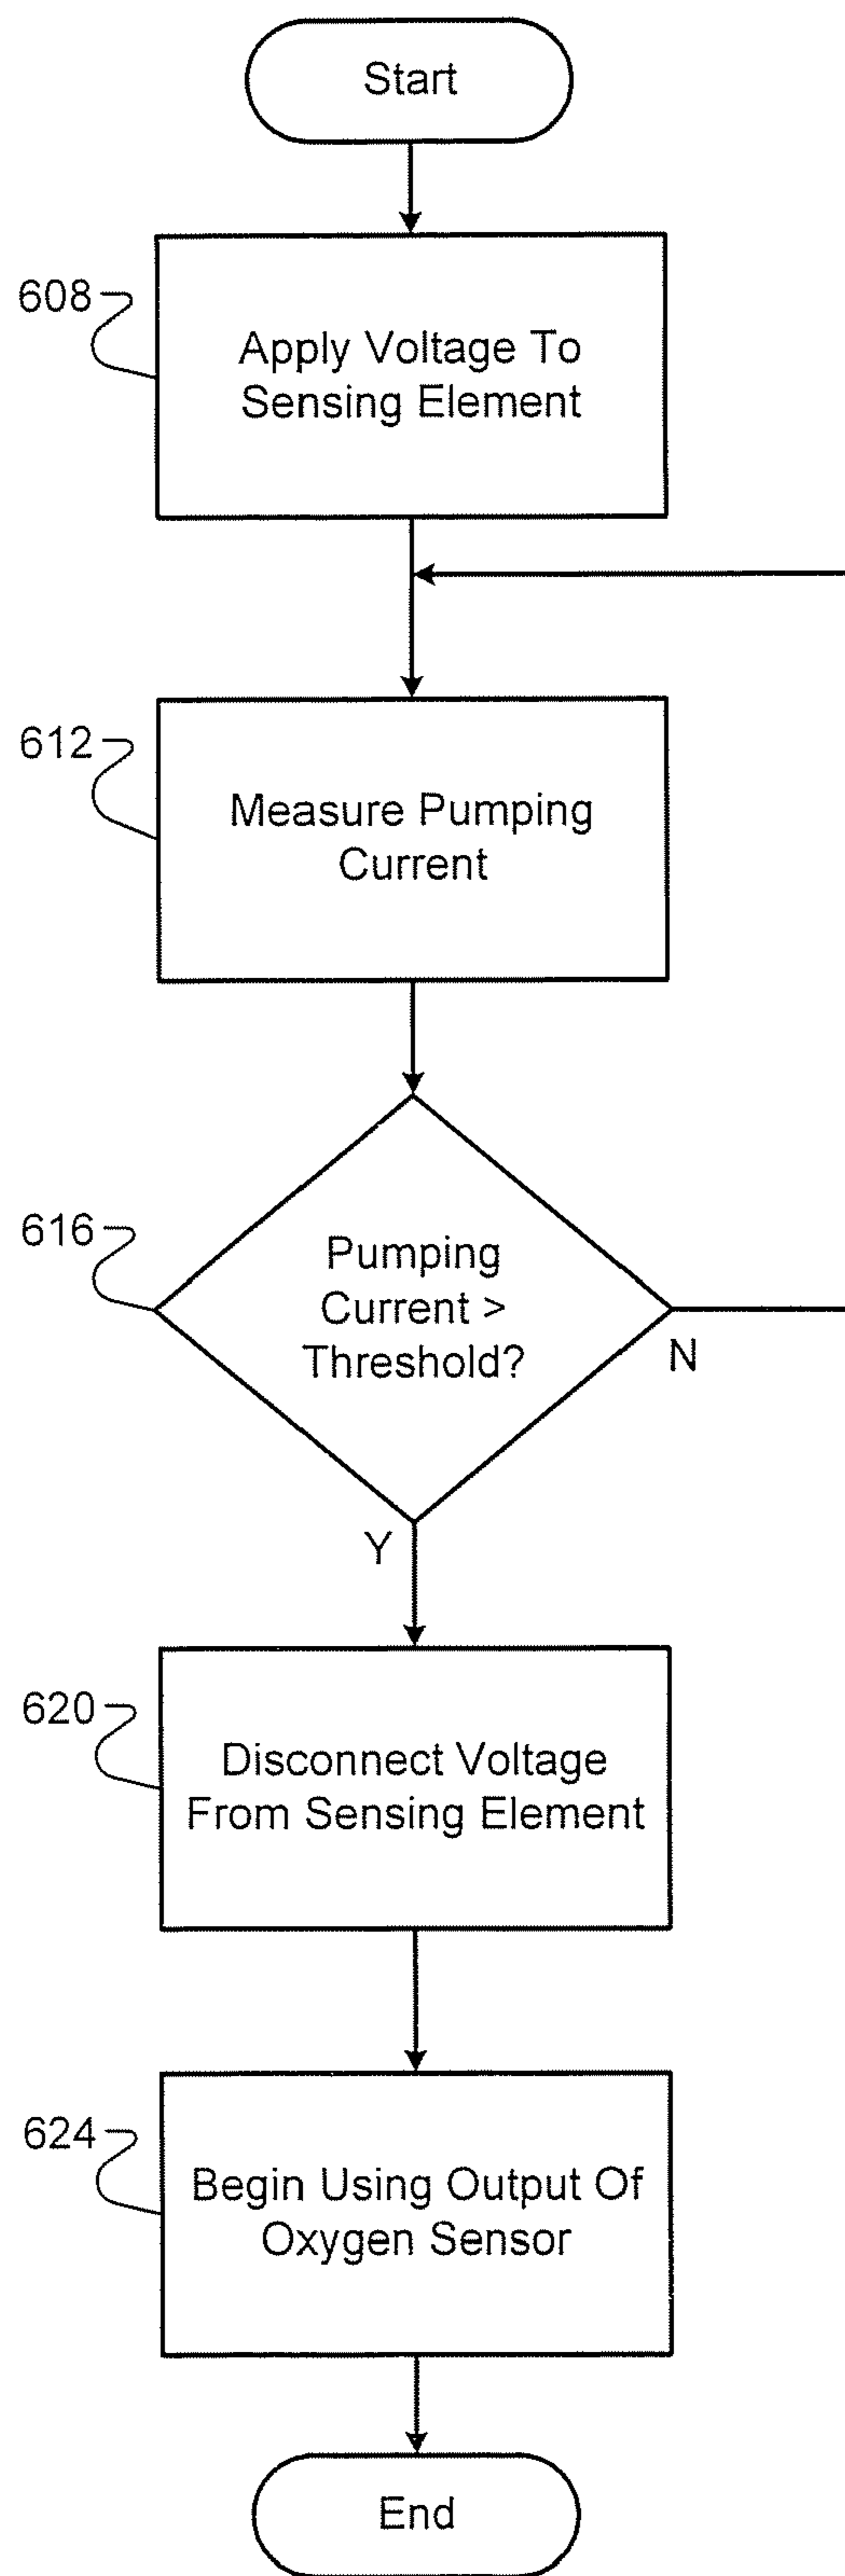 Start
608
Apply Voltage To
Sensing Element
612
Measure Pumping
Current
616
Pumping
Current >
Threshold?
N
Y
620
Disconnect Voltage
From Sensing Element
624
Begin Using Output Of
Oxygen Sensor
End